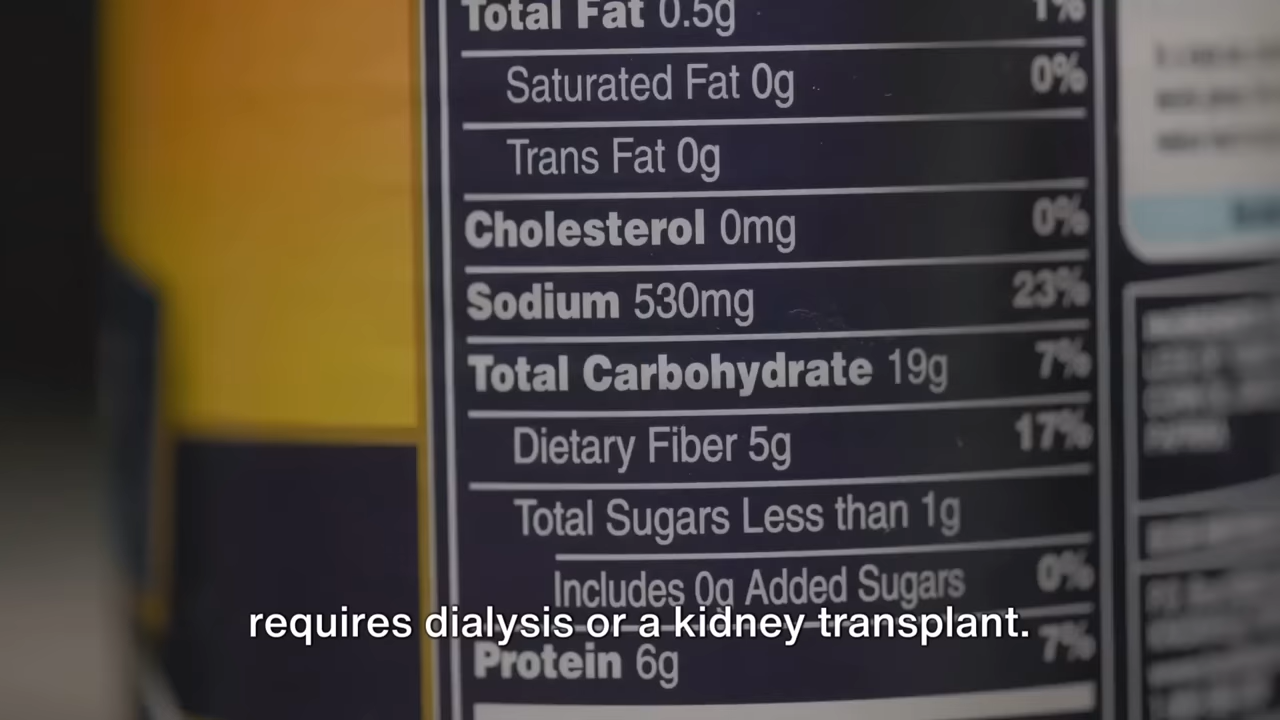 Total Fat 0.5g 1%
Saturated Fat 0g 0%
Trans Fat 0g
Cholesterol 0mg 0%
Sodium 530mg 23%
Total Carbohydrate 19g 7%
Dietary Fiber 5g 17%
Total Sugars Less than 1g
Includes 0g Added Sugars 0%
requires dialysis or a kidney transplant.
Protein 6g 7%